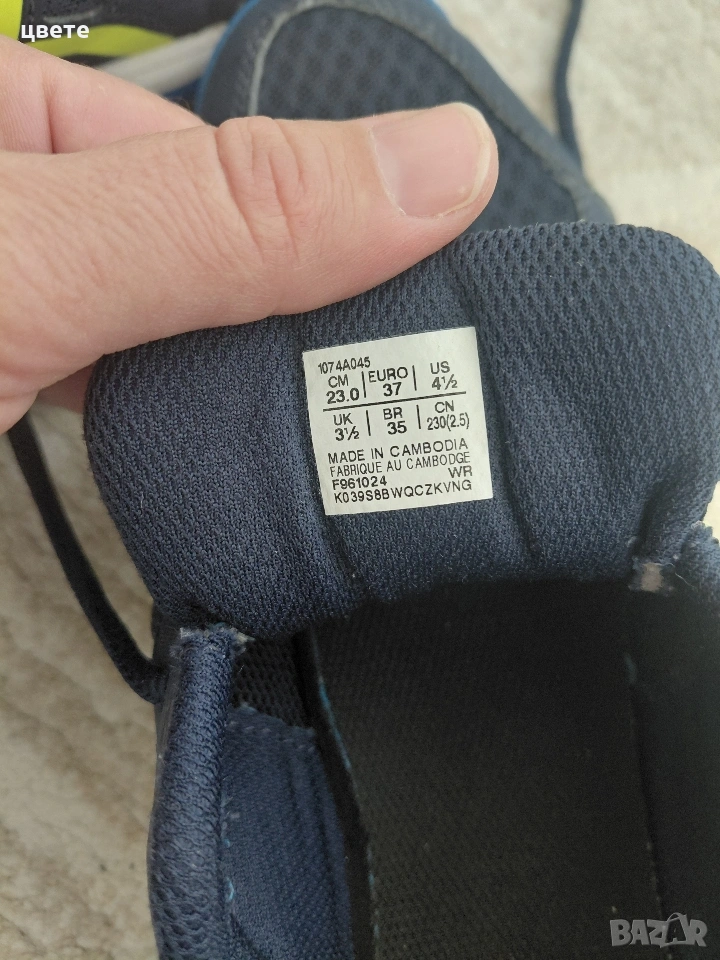 цвете
1074A045
CM EURO US
23.0 37 4½
UK BR CN
3½ 35 230(2.5)
MADE IN CAMBODIA
FABRIQUE AU CAMBODGE
F961024 WR
K039S8BWQCZKVNG
BAZAR